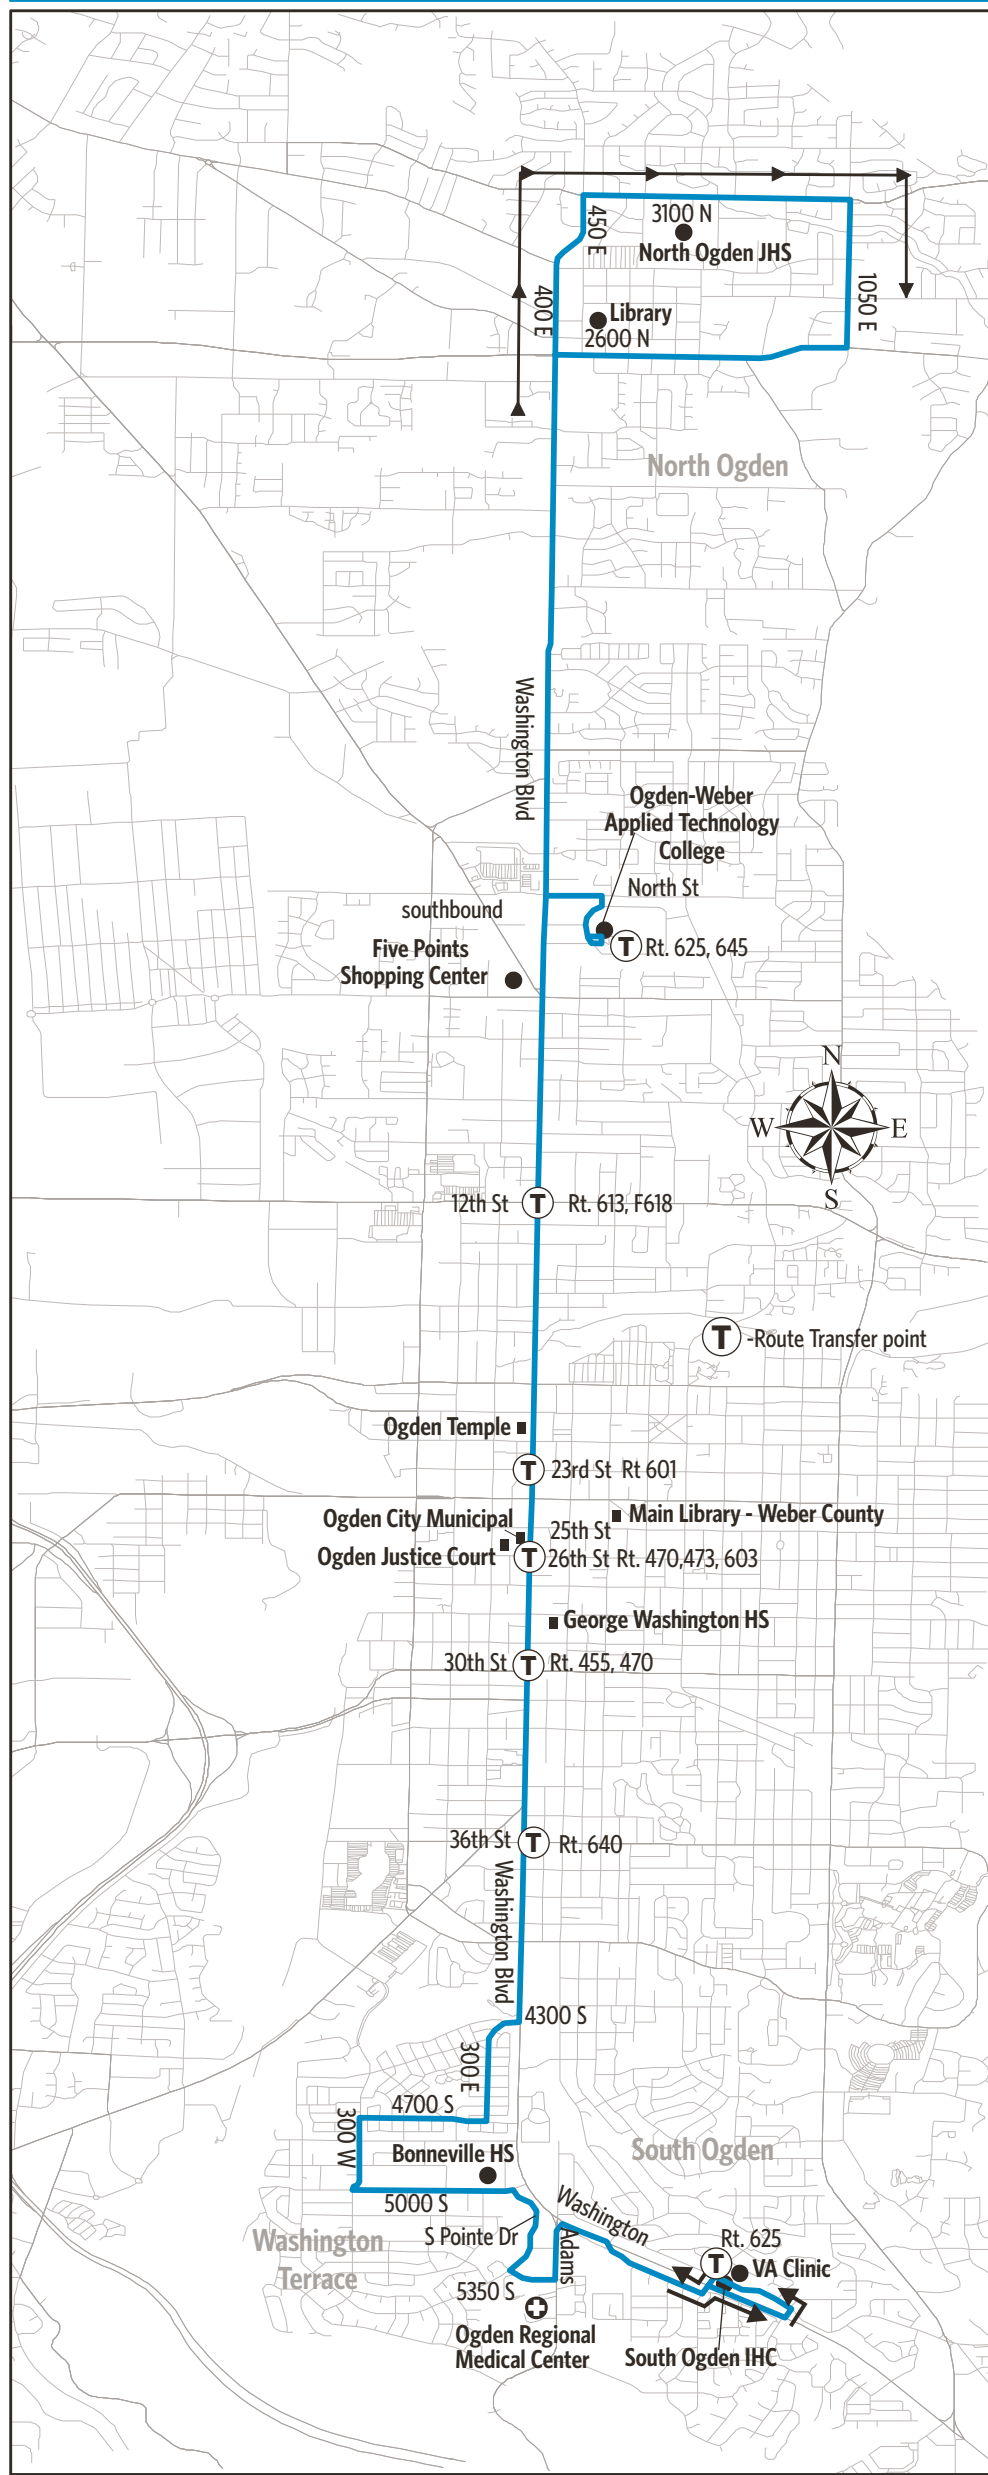 3100 N
450 E
North Ogden JHS
400 E
1050 E
Library
2600 N
North Ogden
Washington Blvd
Ogden-Weber
Applied Technology
College
North St
southbound
Rt. 625, 645
Five Points
Shopping Center
N
W
E
S
12th St
T
Rt. 613, F618
T
-Route Transfer point
Ogden Temple
T
23rd St Rt 601
Main Library - Weber County
Ogden City Municipal
25th St
Ogden Justice Court
T
26th St Rt. 470,473, 603
George Washington HS
30th St
T
Rt. 455, 470
36th St
T
Rt. 640
Washington Blvd
4300 S
300 E
4700 S
300 W
South Ogden
Bonneville HS
5000 S
Washington
S Pointe Dr
Washington
Terrace
Adams
Rt. 625
T
VA Clinic
5350 S
Ogden Regional
Medical Center
South Ogden IHC
T